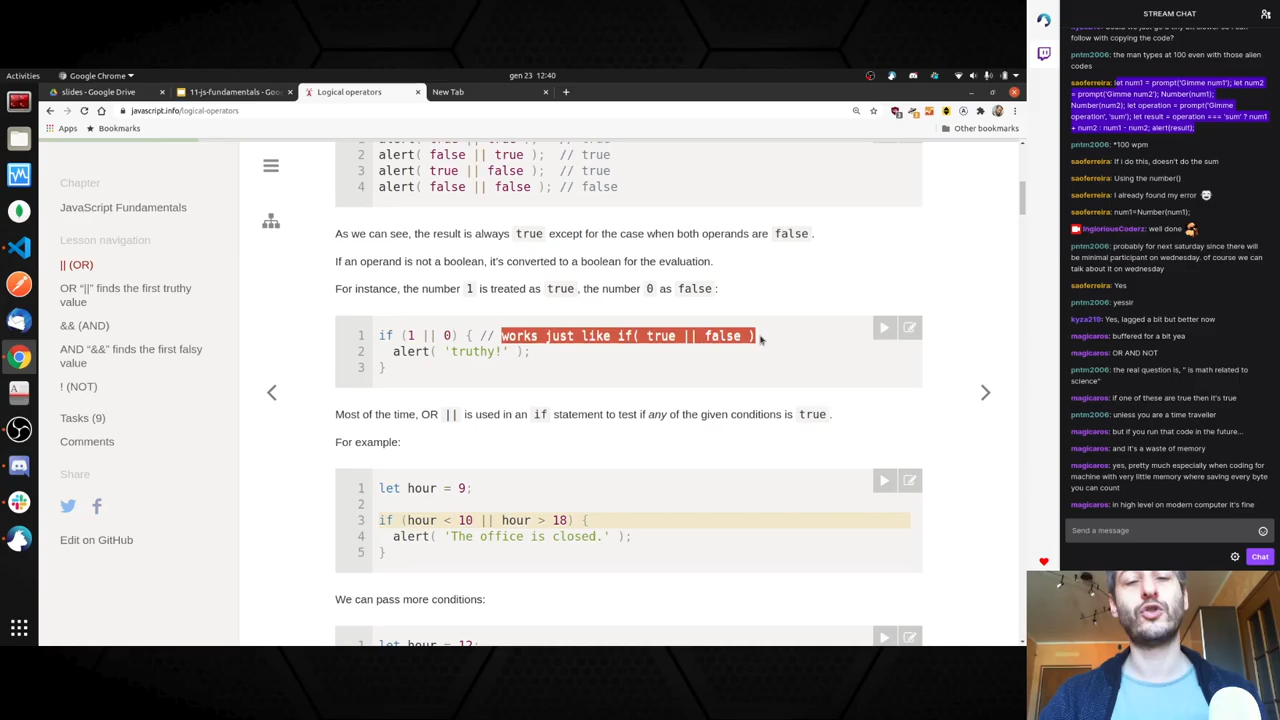 Activities
Google Chrome
gen 23 12:40
slides - Google Drive
11-js-fundamentals - Goo
Logical operators
New Tab
javascript.info/logical-operators
Apps
Bookmarks
Other bookmarks
Chapter
JavaScript Fundamentals
Lesson navigation
|| (OR)
OR “||” finds the first truthy
value
&& (AND)
AND “&&” finds the first falsy
value
! (NOT)
Tasks (9)
Comments
Share
Edit on GitHub
2 alert( false || true ); // true
3 alert( true || false ); // true
4 alert( false || false ); // false
As we can see, the result is always true except for the case when both operands are false .
If an operand is not a boolean, it’s converted to a boolean for the evaluation.
For instance, the number 1 is treated as true, the number 0 as false :
1 if (1 || 0) { // works just like if( true || false )
2 alert( 'truthy!' );
3 }
Most of the time, OR || is used in an if statement to test if any of the given conditions is true .
For example:
1 let hour = 9;
2
3 if (hour < 10 || hour > 18) {
4 alert( 'The office is closed.' );
5 }
We can pass more conditions:
1 let hour = 12;
STREAM CHAT
follow with copying the code?
pntm2006: the man types at 100 even with those alien
codes
saoferreira: let num1 = prompt('Gimme num1'); let num2
= prompt('Gimme num2'); Number(num1);
Number(num2); let operation = prompt('Gimme
operation', 'sum'); let result = operation === 'sum' ? num1
+ num2 : num1 - num2; alert(result);
pntm2006: *100 wpm
saoferreira: If i do this, doesn't do the sum
saoferreira: Using the number()
saoferreira: I already found my error
saoferreira: num1=Number(num1);
IngloriousCoderz: well done
pntm2006: probably for next saturday since there will
be minimal participant on wednesday. of course we can
talk about it on wednesday
saoferreira: Yes
pntm2006: yessir
kyza219: Yes, lagged a bit but better now
magicaros: buffered for a bit yea
magicaros: OR AND NOT
pntm2006: the real question is, " is math related to
science"
magicaros: if one of these are true then it's true
pntm2006: unless you are a time traveller
magicaros: but if you run that code in the future...
magicaros: and it's a waste of memory
magicaros: yes, pretty much especially when coding for
machine with very little memory where saving every byte
you can count
magicaros: in high level on modern computer it's fine
Send a message
Chat